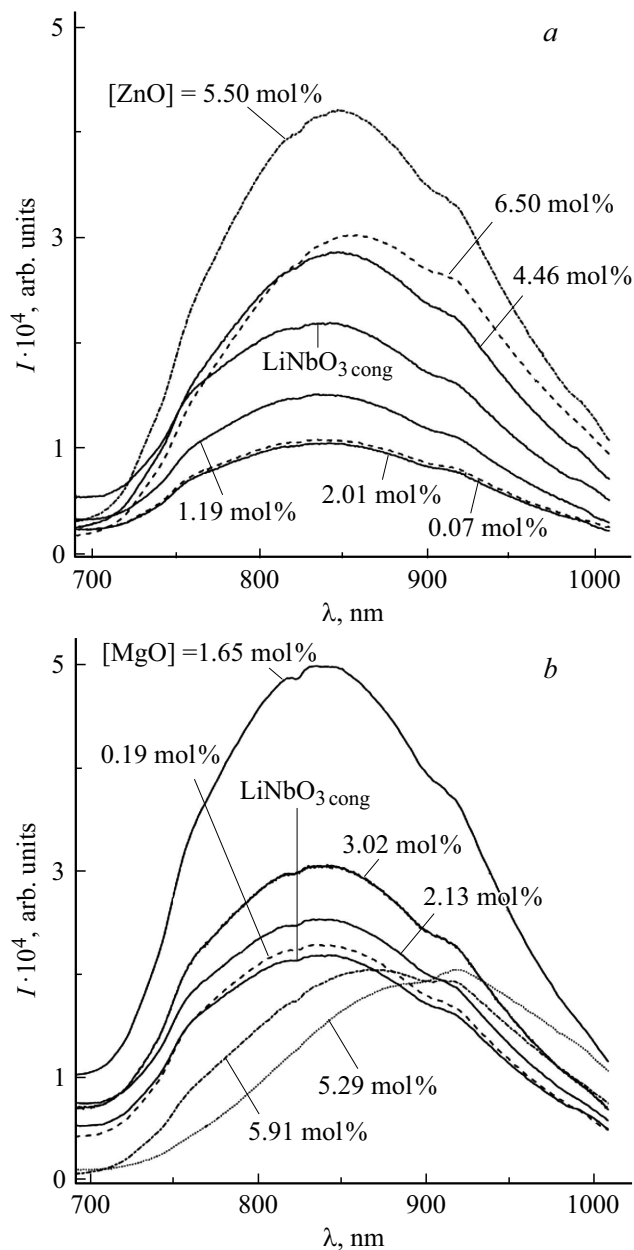 a
5
[ZnO] = 5.50 mol%
6.50 mol%
3
4.46 mol%
I·10⁴, arb. units
LiNbO₃ cong
1
1.19 mol%
2.01 mol%
0.07 mol%
0
700 800 900 1000
λ, nm
b
[MgO] =1.65 mol%
5
0.19 mol%
LiNbO₃ cong
3.02 mol%
3
2.13 mol%
I·10⁴, arb. units
1
5.29 mol%
5.91 mol%
0
700 800 900 1000
λ, nm